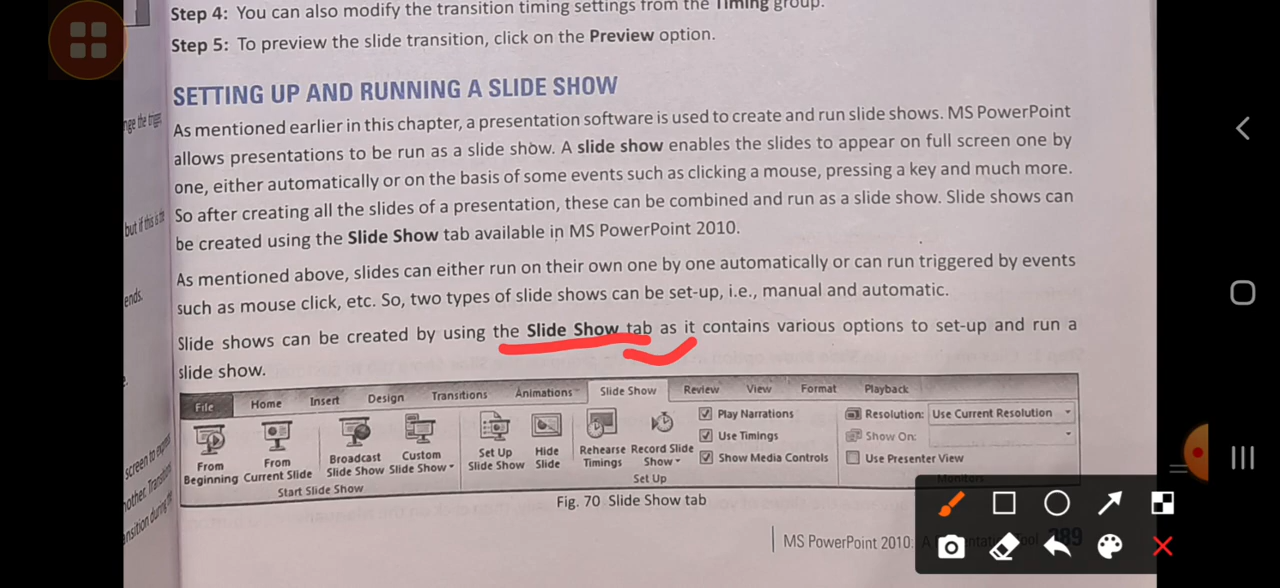 Step 4: You can also modify the transition timing settings from the Timing group.
Step 5: To preview the slide transition, click on the Preview option.
SETTING UP AND RUNNING A SLIDE SHOW
As mentioned earlier in this chapter, a presentation software is used to create and run slide shows. MS PowerPoint
allows presentations to be run as a slide show. A slide show enables the slides to appear on full screen one by
one, either automatically or on the basis of some events such as clicking a mouse, pressing a key and much more.
So after creating all the slides of a presentation, these can be combined and run as a slide show. Slide shows can
be created using the Slide Show tab available in MS PowerPoint 2010.
As mentioned above, slides can either run on their own one by one automatically or can run triggered by events
such as mouse click, etc. So, two types of slide shows can be set-up, i.e., manual and automatic.
Slide shows can be created by using the Slide Show tab as it contains various options to set-up and run a
slide show.
File Home Insert Design Transitions Animations Slide Show Review View Format Playback
From Beginning
From Current Slide
Broadcast Slide Show
Custom Slide Show
Start Slide Show
Set Up Slide Show
Hide Slide
Rehearse Timings
Record Slide Show
Play Narrations
Use Timings
Show Media Controls
Set Up
Resolution: Use Current Resolution
Show On:
Use Presenter View
Monitors
Fig. 70 Slide Show tab
MS PowerPoint 2010: A
nge the
but if this is
ends.
screen to